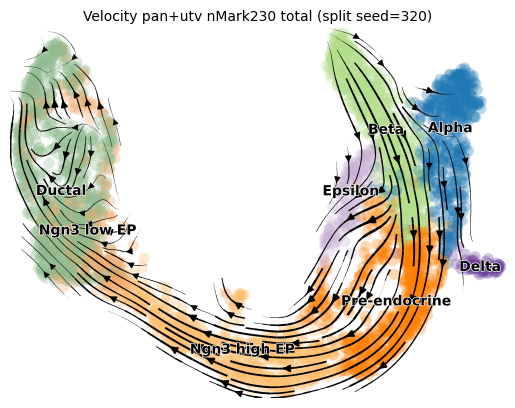 Velocity pan+utv nMark230 total (split seed=320)
Beta
Alpha
Ductal
Epsilon
Ngn3 low EP
Delta
Pre-endocrine
Ngn3 high EP